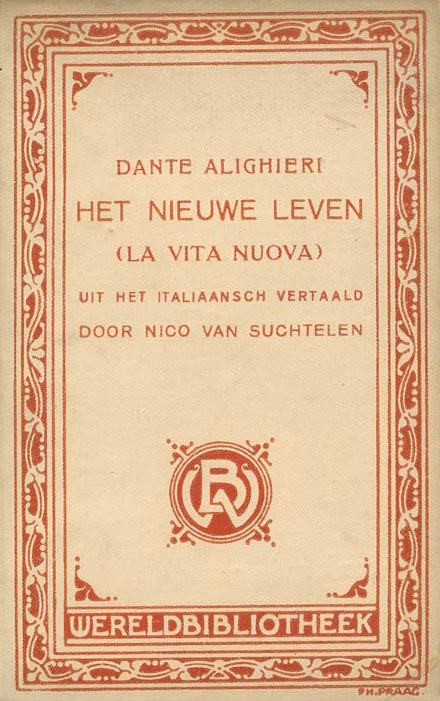 DANTE ALIGHIERI
HET NIEUWE LEVEN
(LA VITA NUOVA)
UIT HET ITALIAANSCH VERTAALD
DOOR NICO VAN SUCHTELEN
WB
WERELDBIBLIOTHEEK
PH. PRAAG.